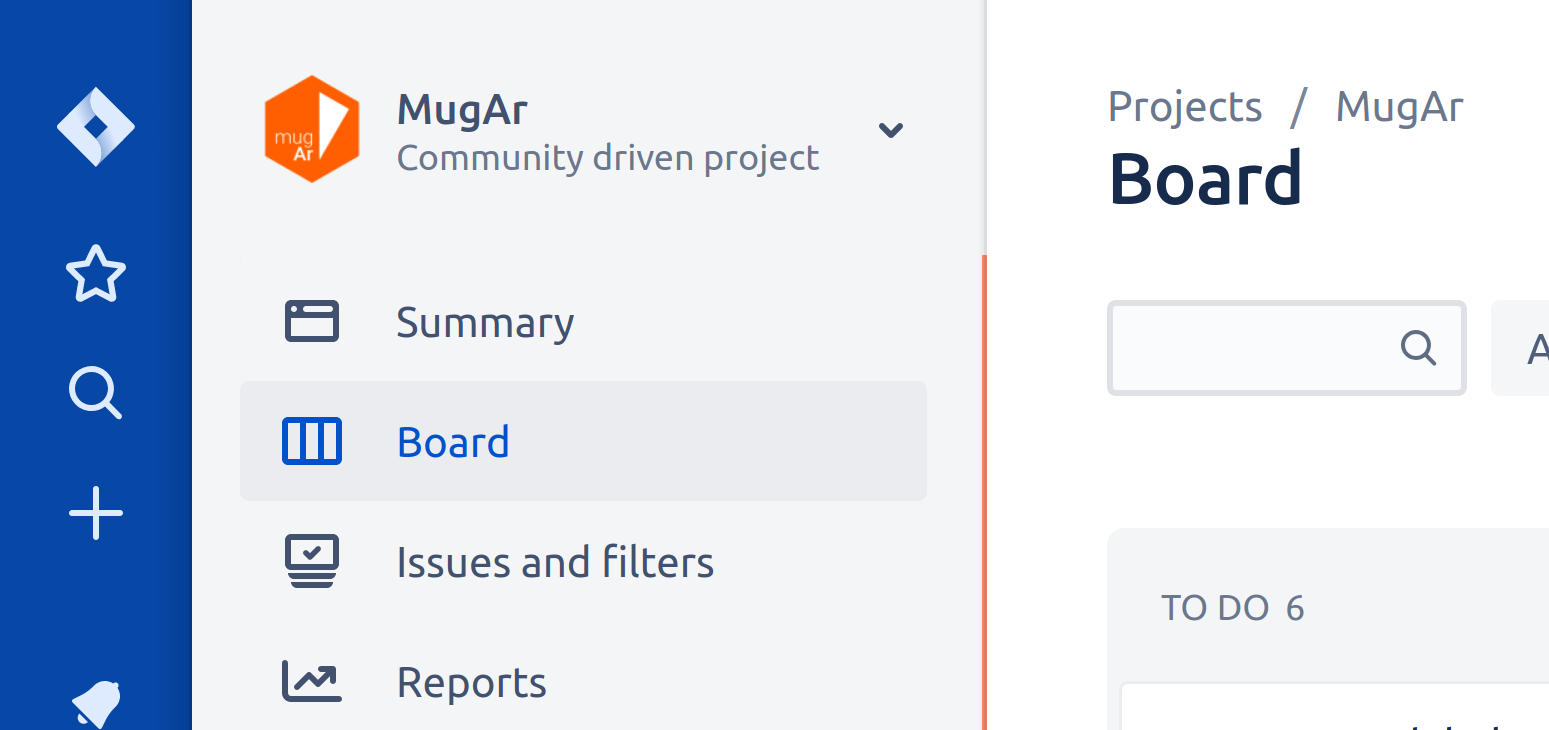 mug
Ar
MugAr
Community driven project
Summary
Board
Issues and filters
Reports
Projects / MugAr
Board
TO DO 6